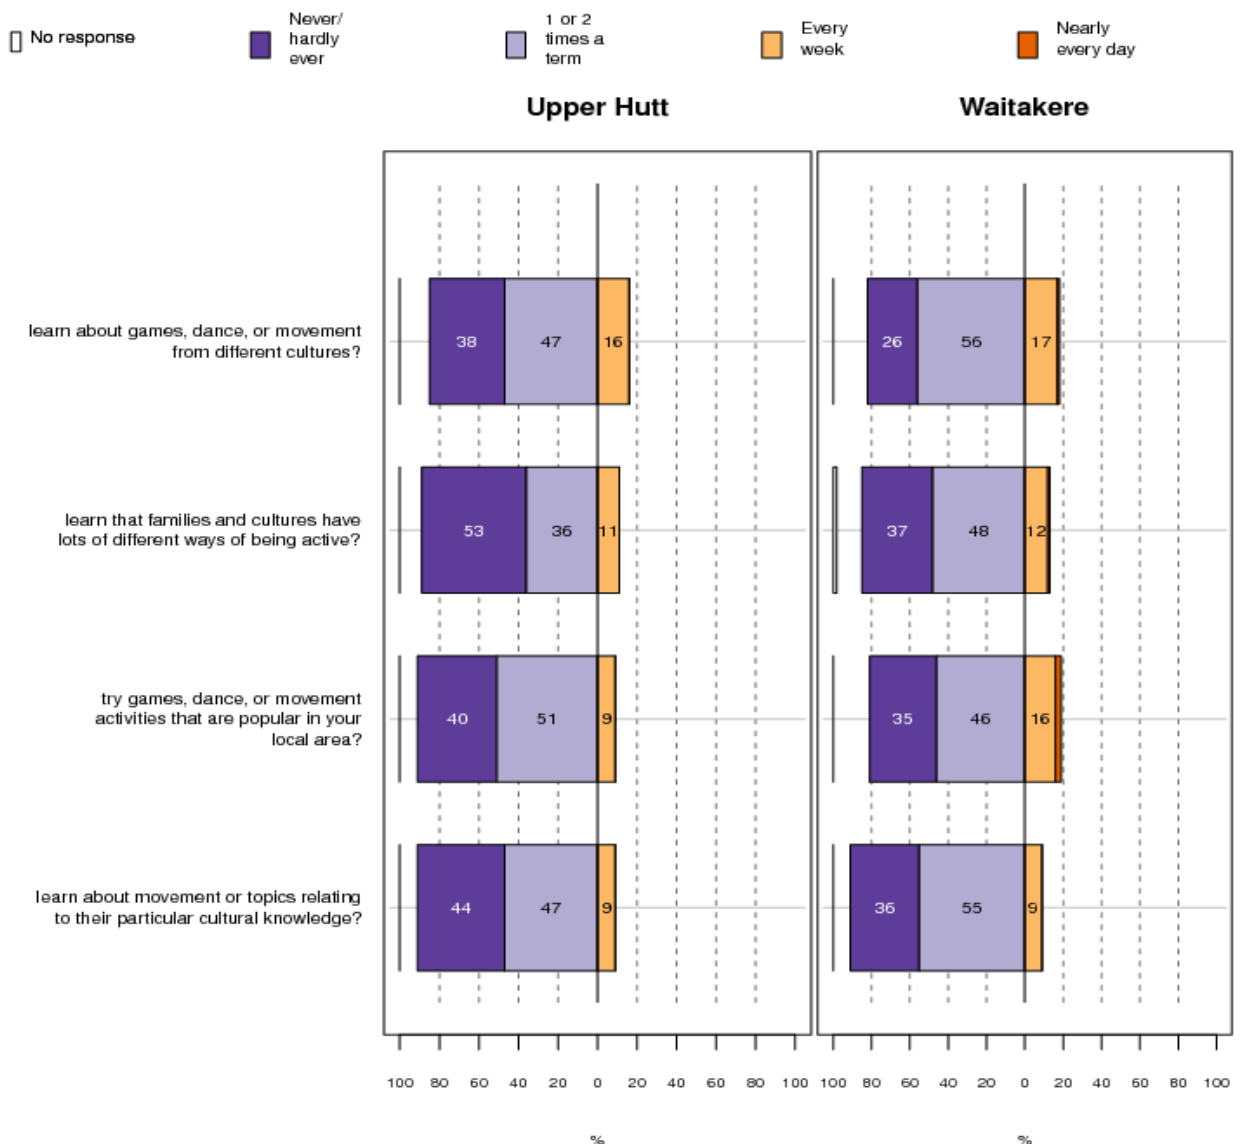 No response
Never/
hardly
ever
1 or 2
times a
term
Every
week
Nearly
every day
Upper Hutt
Waitakere
learn about games, dance, or movement
from different cultures?
38 47 16
26 56 17
learn that families and cultures have
lots of different ways of being active?
53 36 11
37 48 12
try games, dance, or movement
activities that are popular in your
local area?
40 51 9
35 46 16
learn about movement or topics relating
to their particular cultural knowledge?
44 47 9
36 55 9
100 80 60 40 20 0 20 40 60 80 100
100 80 60 40 20 0 20 40 60 80 100
%
%